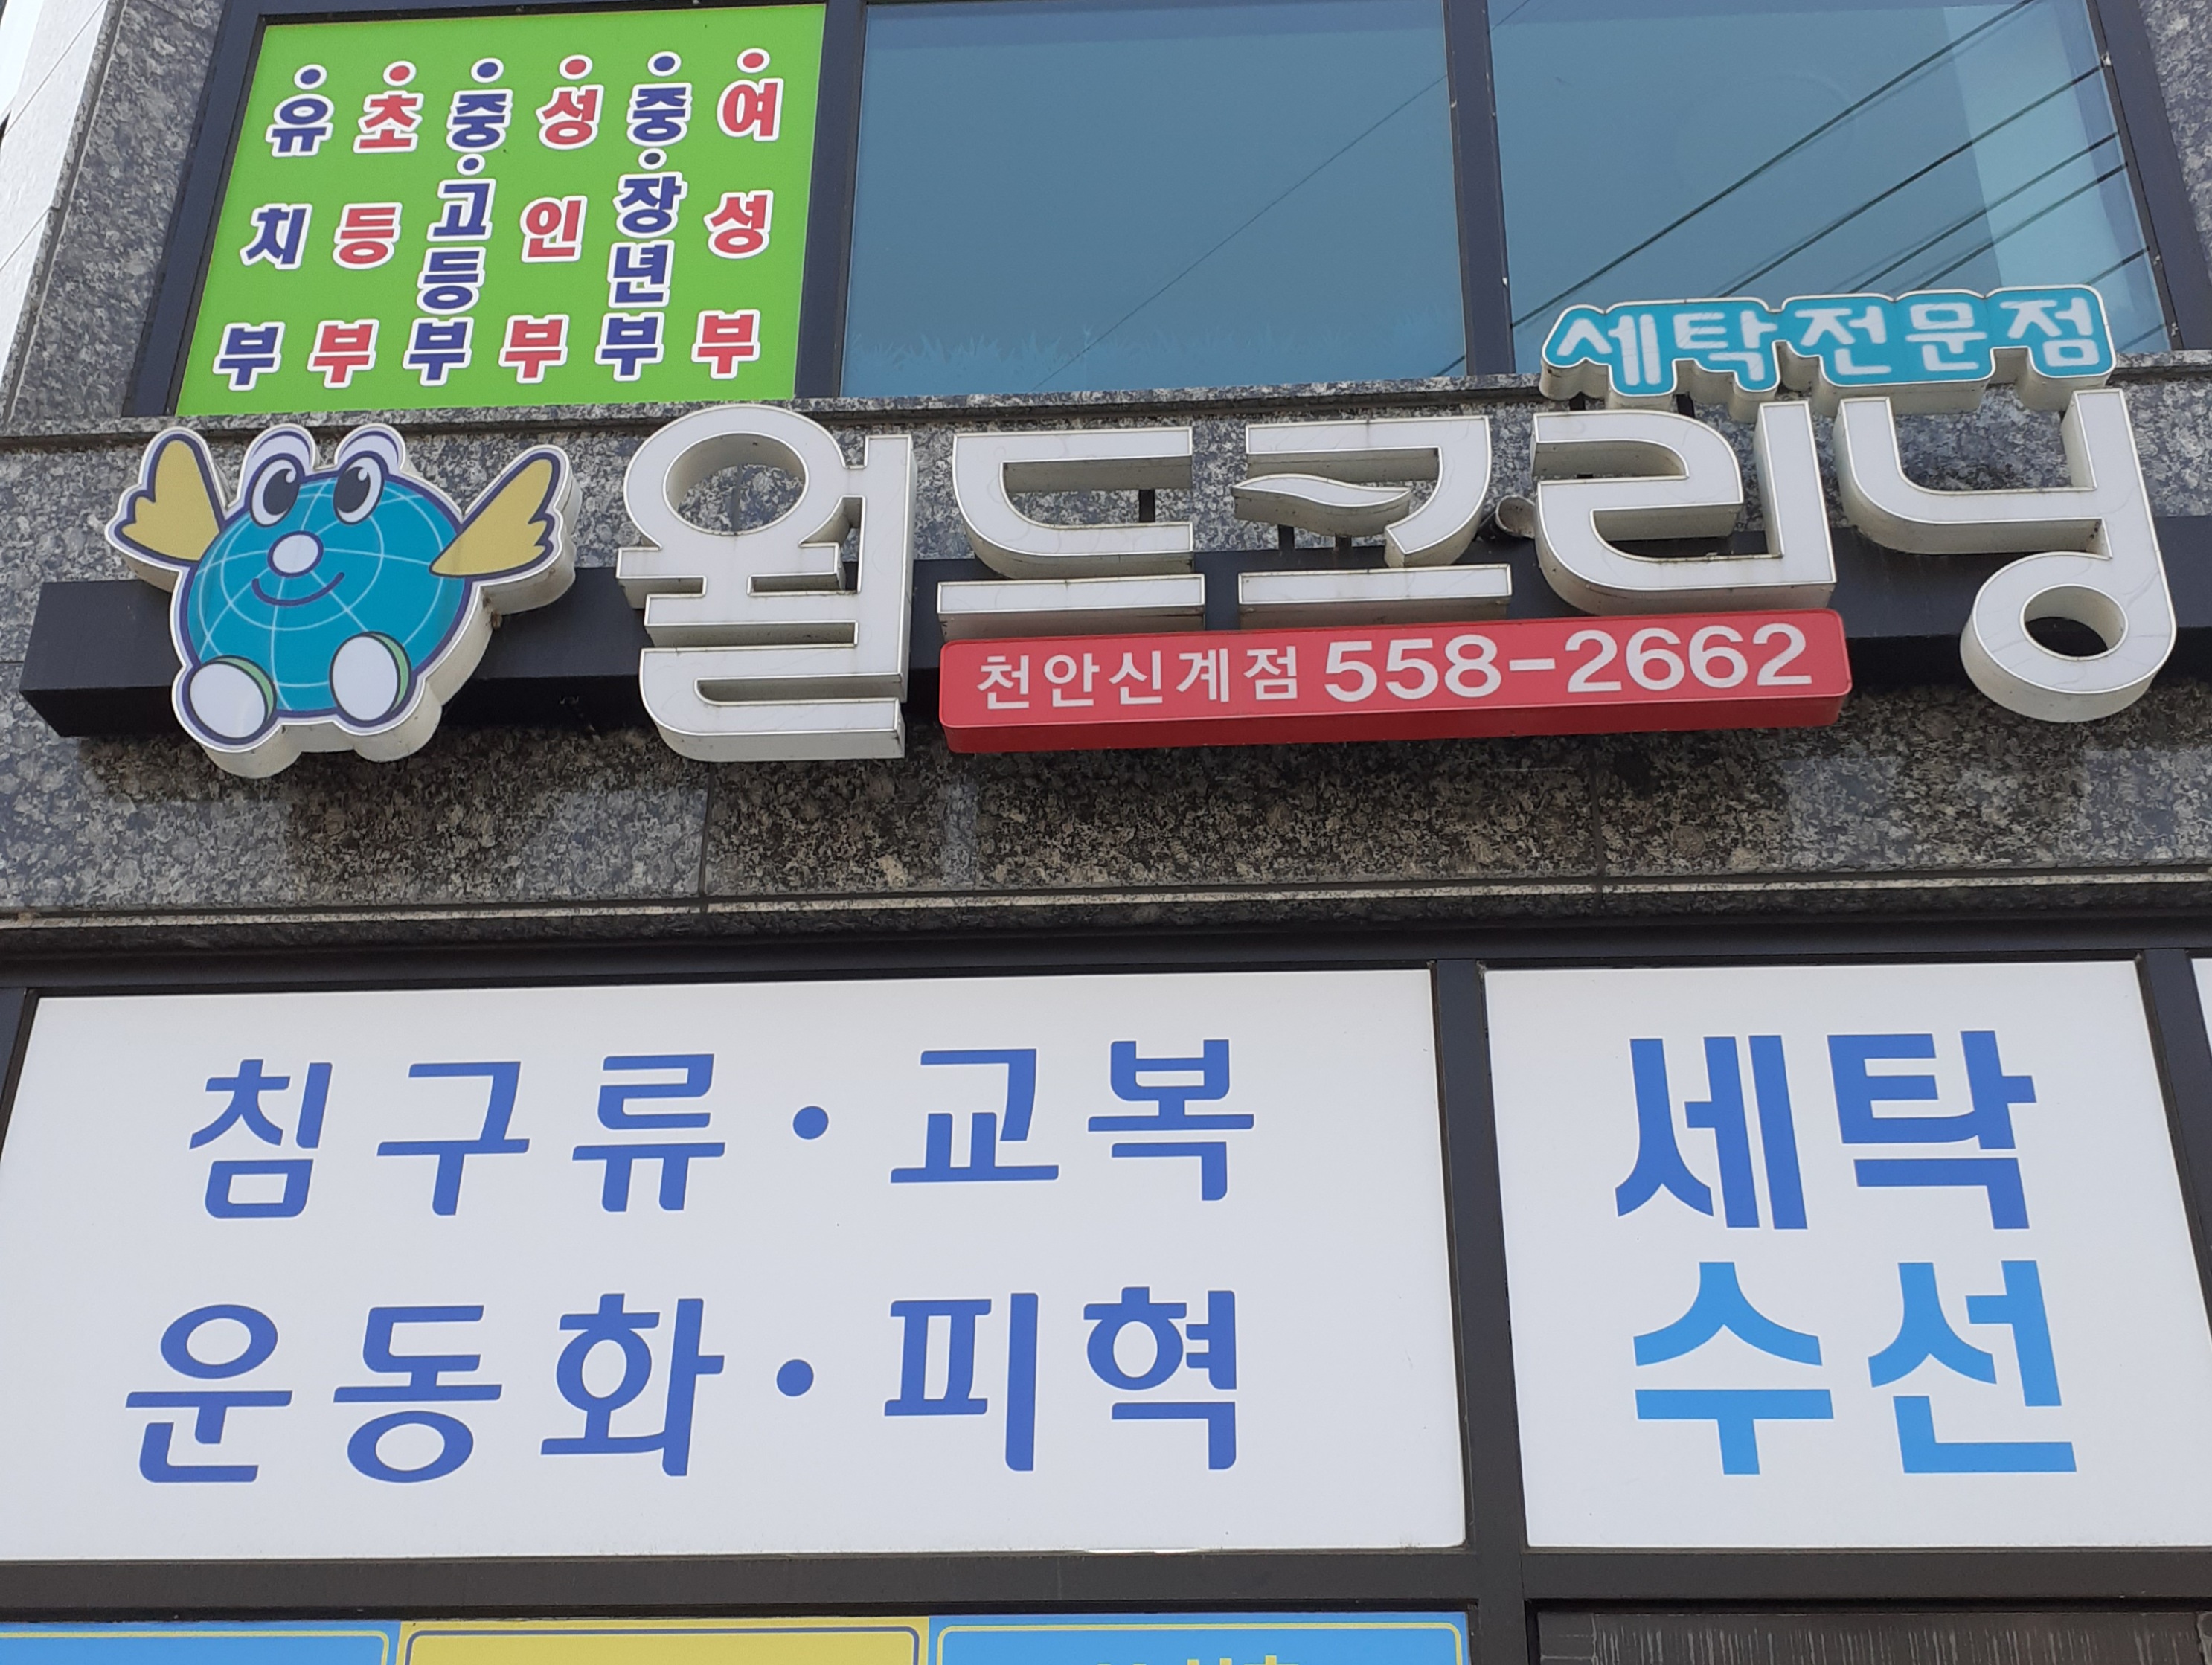 유치부
초등부
중·고등부
성인부
중·장년부
여성부
세탁전문점
월드크리닝
천안신계점 558-2662
침구류·교복
운동화·피혁
세탁
수선